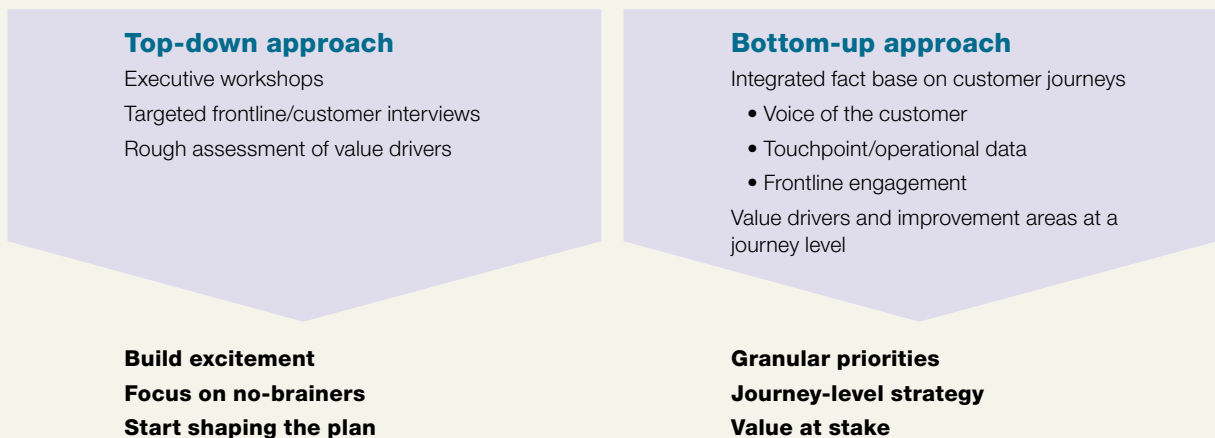 Top-down approach
Executive workshops
Targeted frontline/customer interviews
Rough assessment of value drivers
Build excitement
Focus on no-brainers
Start shaping the plan
Bottom-up approach
Integrated fact base on customer journeys
• Voice of the customer
• Touchpoint/operational data
• Frontline engagement
Value drivers and improvement areas at a
journey level
Granular priorities
Journey-level strategy
Value at stake